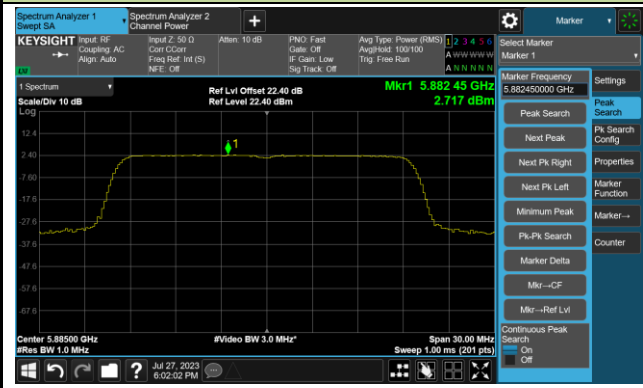 Spectrum Analyzer 1
Swept SA
Spectrum Analyzer 2
Channel Power
+
Marker
KEYSIGHT
Input: RF
Coupling: AC
Align: Auto
Input Z: 50 Ω
Corr CCorr
Freq Ref: Int (S)
NFE: Off
Atten: 10 dB
PNO: Fast
Gate: Off
IF Gain: Low
Sig Track: Off
Avg Type: Power (RMS)
Avg|Hold: 100/100
Trig: Free Run
1 2 3 4 5 6
A W W W W W
A N N N N N
LXI
Select Marker
Marker 1
1 Spectrum
Scale/Div 10 dB
Log
Ref Lvl Offset 22.40 dB
Ref Level 22.40 dBm
Mkr1 5.882 45 GHz
2.717 dBm
12.4
2.40
-7.60
-17.6
-27.6
-37.6
-47.6
-57.6
-67.6
1
Center 5.88500 GHz
#Res BW 1.0 MHz
#Video BW 3.0 MHz*
Span 30.00 MHz
Sweep 1.00 ms (201 pts)
Marker Frequency
5.882450000 GHz
Peak Search
Next Peak
Next Pk Right
Next Pk Left
Minimum Peak
Pk-Pk Search
Marker Delta
Mkr→CF
Mkr→Ref Lvl
Continuous Peak
Search
On
Off
Settings
Peak
Search
Pk Search
Config
Properties
Marker
Function
Marker→
Counter
?
Jul 27, 2023
6:02:02 PM